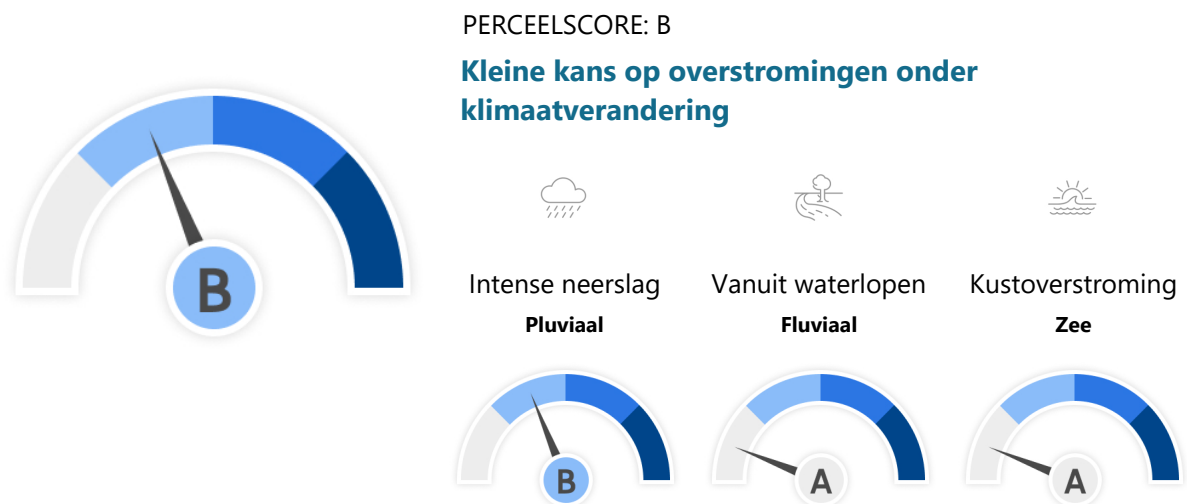 PERCEELSCORE: B
Kleine kans op overstromingen onder
klimaatverandering
B
Intense neerslag
Pluviaal
B
Vanuit waterlopen
Fluviaal
A
Kustoverstroming
Zee
A